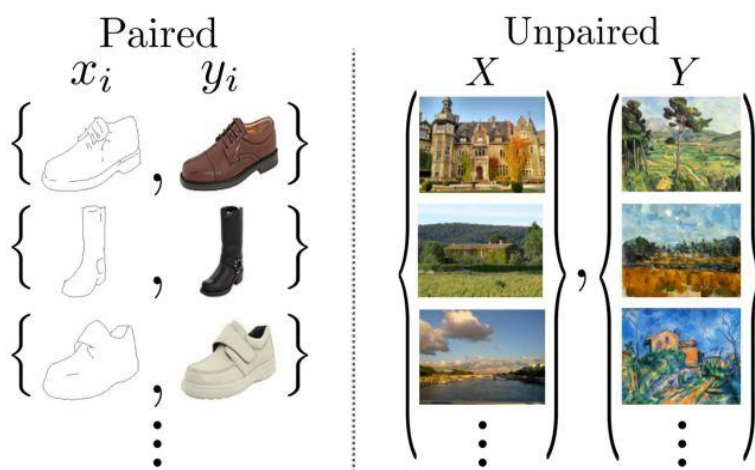 Paired
x_i y_i
{ , }
{ , }
{ , }
⋮
Unpaired
X Y
{ } , { }
⋮ ⋮